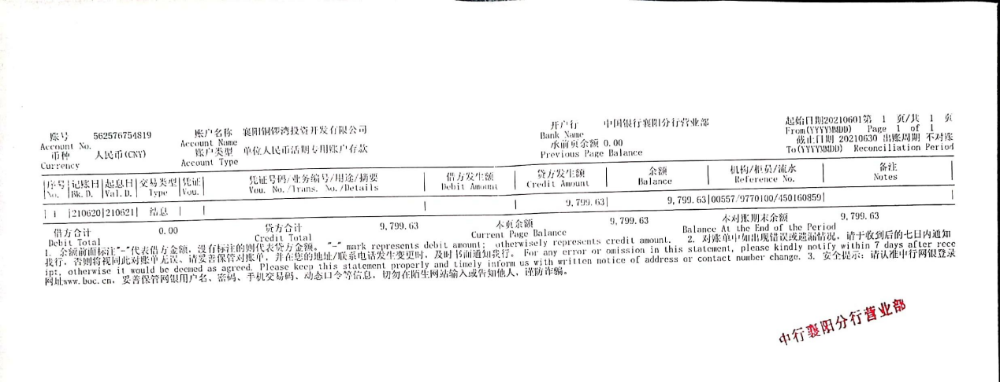 账号 562576754819 账户名称 襄阳铜锣湾投资开发有限公司 开户行 中国银行襄阳分行营业部 起始日期20210601第 1 页/共 1 页
Account No. Account Name Bank Name From(YYYYMMDD) Page 1 of 1
币种 人民币(CNY) 账户类型 单位人民币活期专用账户存款 承前页余额 0.00 截止日期 20210630 出账周期 不对账
Currency Account Type Previous Page Balance To(YYYYMMDD) Reconciliation Period
序号 记账日 起息日 交易类型 凭证 凭证号码/业务编号/用途/摘要 借方发生额 贷方发生额 余额 机构/柜员/流水 备注
No. Bk. D. Val. D. Type Vou. Vou. No./Trans. No./Details Debit Amount Credit Amount Balance Reference No. Notes
1 210620 210621 结息 9,799.63 9,799.63 00557/9770100/450160859
借方合计 0.00 贷方合计 9,799.63 本页余额 9,799.63 本对账期末余额 9,799.63
Debit Total Credit Total Current Page Balance Balance At the End of the Period
1. 余额前面标注"-"代表借方金额，没有标注的则代表贷方金额。 "-" mark represents debit amount; otherwisely represents credit amount. 2. 对账单中如出现错误或遗漏情况，请于收到后的七日内通知
我行，否则将视同此对账单无误。请妥善保管对账单，并在您的地址/联系电话发生变更时，及时书面通知我行。 For any error or omission in this statement, please kindly notify within 7 days after rece
ipt, otherwise it would be deemed as agreed. Please keep this statement properly and timely inform us with written notice of address or contact number change. 3. 安全提示：请认准中行网银登录
网址www.boc.cn，妥善保管网银用户名、密码、手机交易码、动态口令等信息，切勿在陌生网站输入或告知他人，谨防诈骗。
中行襄阳分行营业部